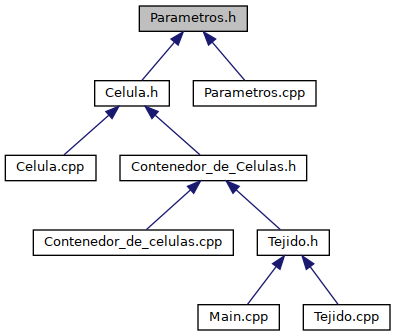 Parametros.h
Celula.h
Parametros.cpp
Celula.cpp
Contenedor_de_Celulas.h
Contenedor_de_celulas.cpp
Tejido.h
Main.cpp
Tejido.cpp